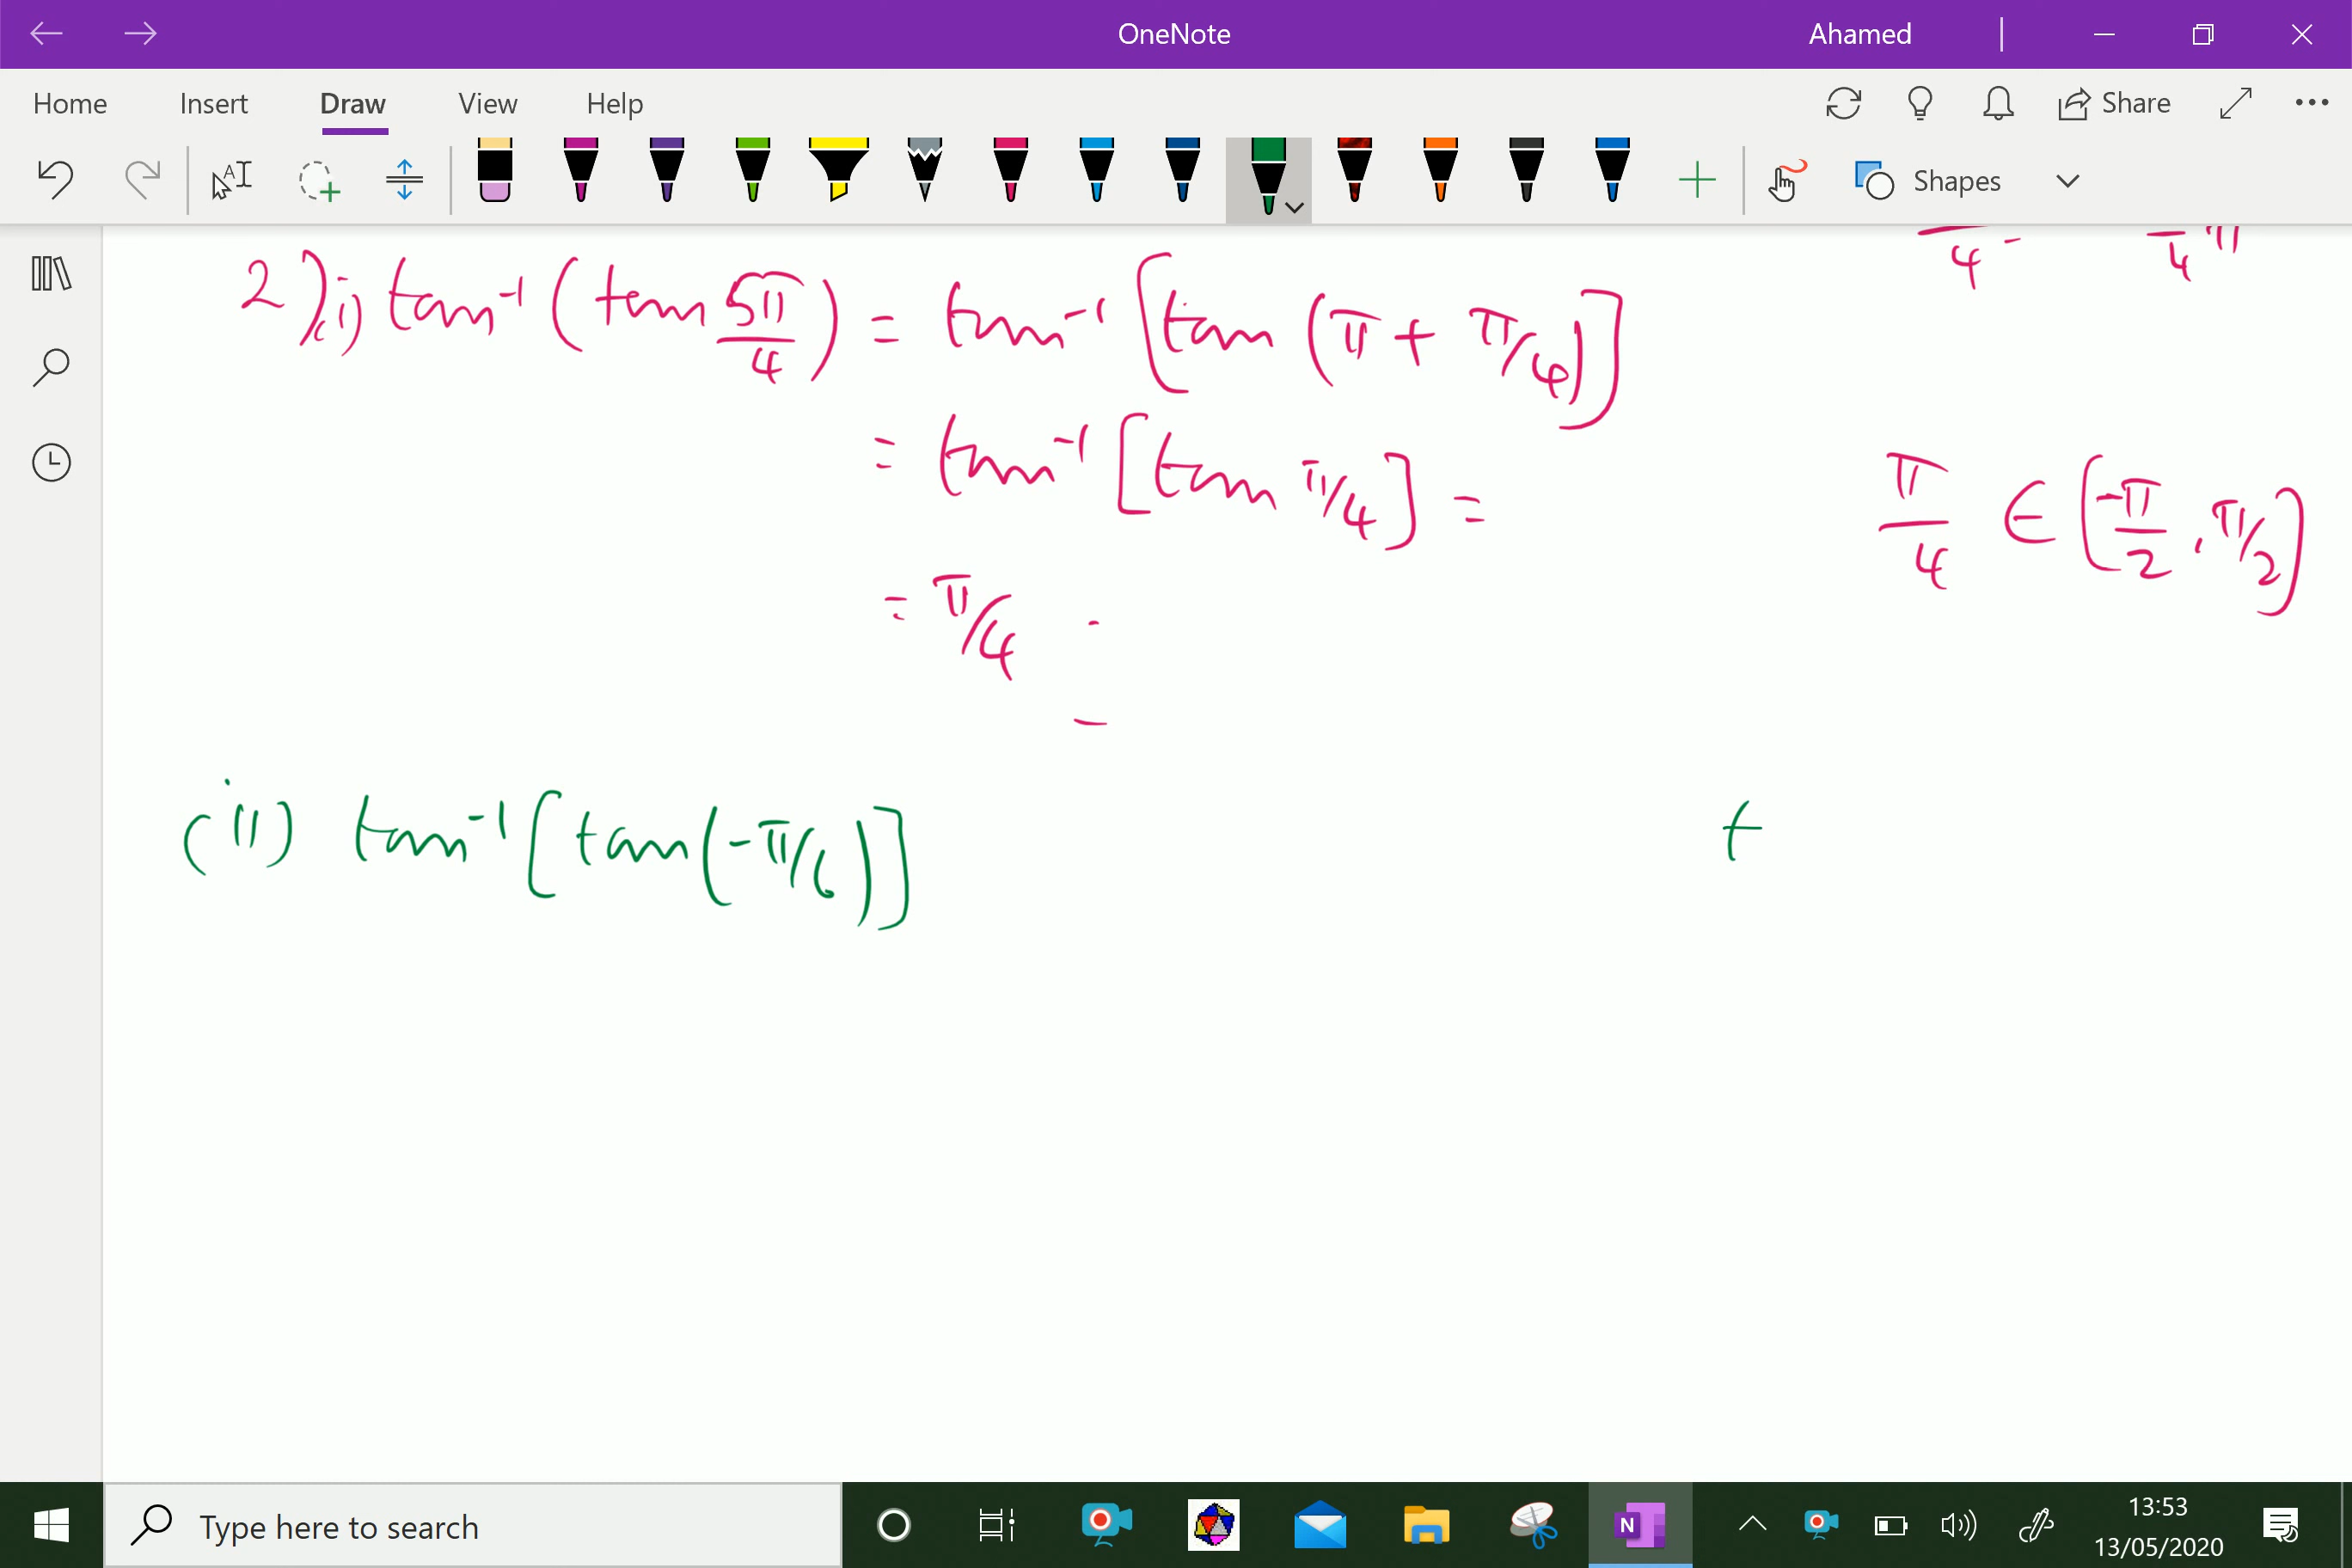 OneNote
Ahamed
Home Insert Draw View Help
Share
Shapes
2) (i) tan⁻¹(tan 5π/4) = tan⁻¹[tan(π + π/4)]
= tan⁻¹[tan π/4] =
π/4 ∈ [-π/2, π/2)
= π/4
(ii) tan⁻¹[tan(-π/6)]
t
Type here to search
13:53
13/05/2020